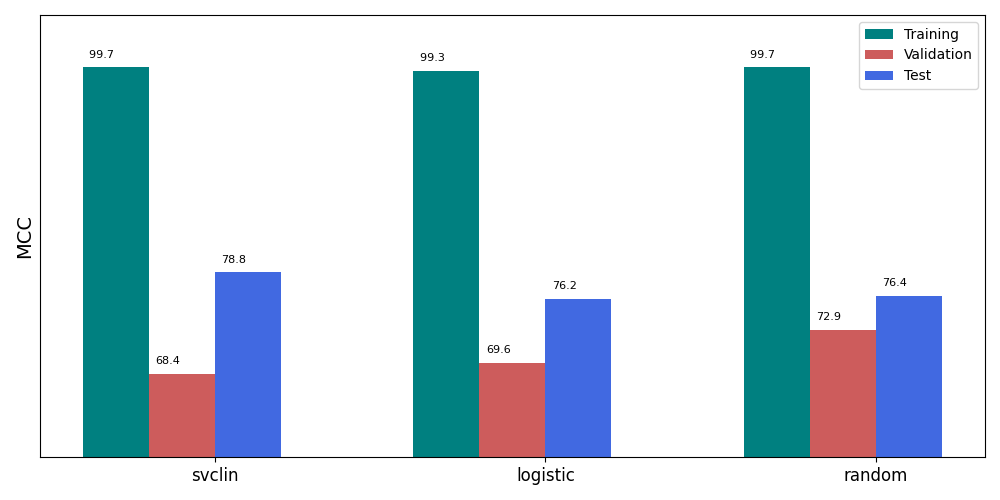 Training
Validation
Test
99.7
68.4
78.8
99.3
69.6
76.2
99.7
72.9
76.4
MCC
svclin
logistic
random